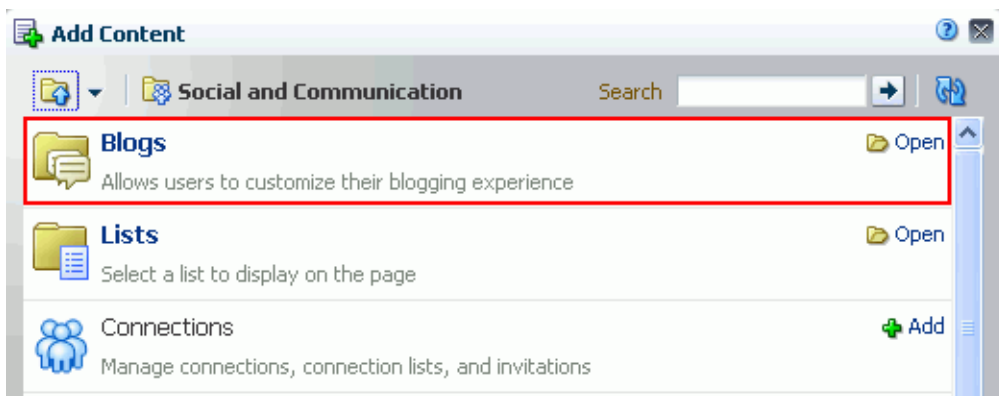 Add Content
Social and Communication Search
Blogs Open
Allows users to customize their blogging experience
Lists Open
Select a list to display on the page
Connections Add
Manage connections, connection lists, and invitations